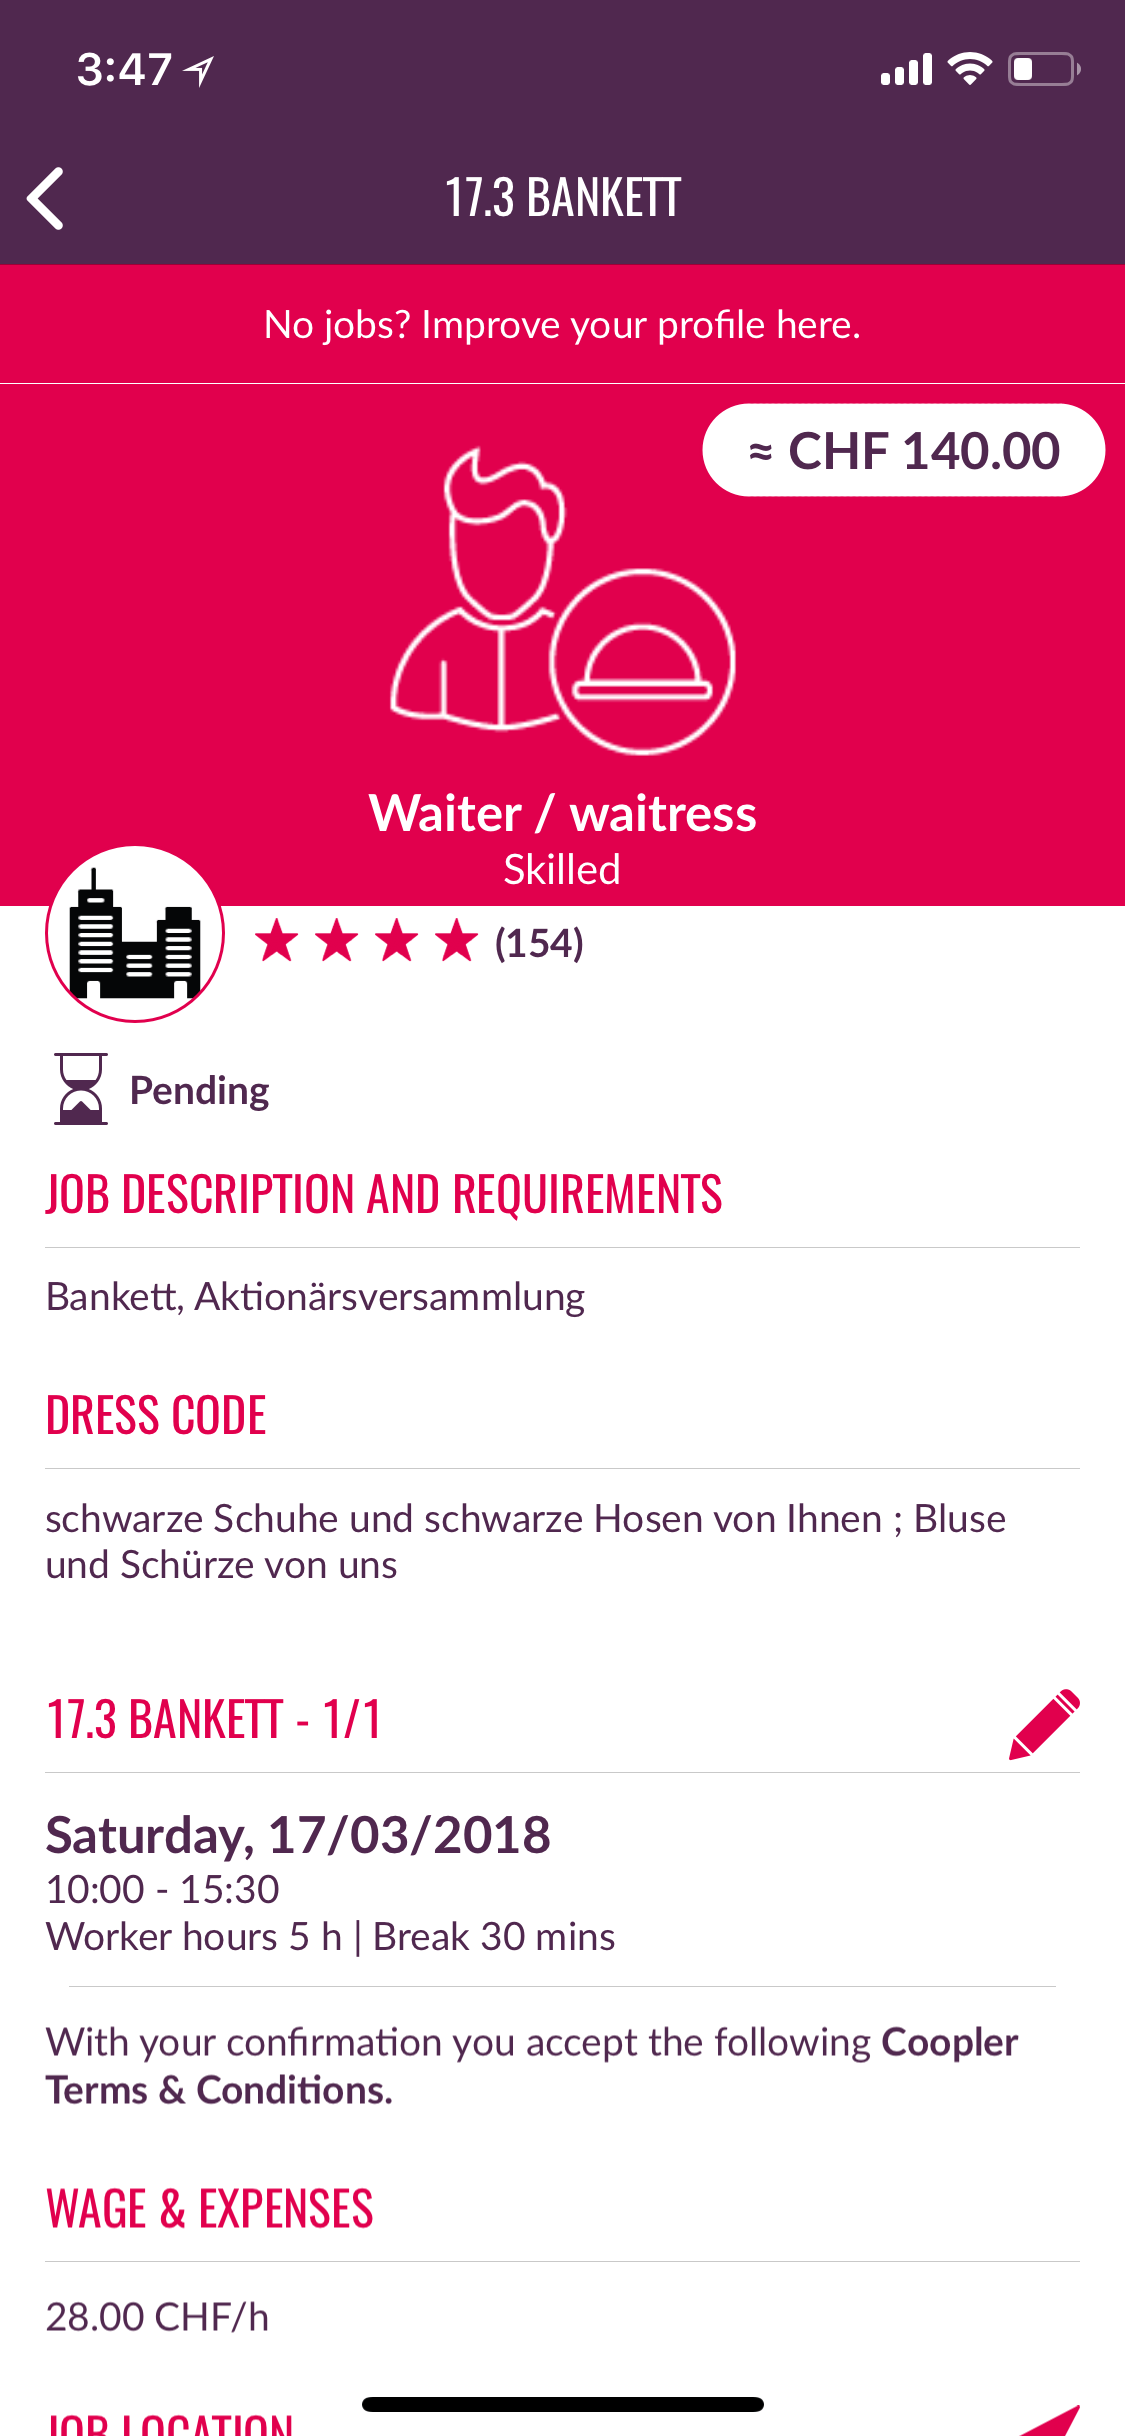 3:47
17.3 BANKETT
No jobs? Improve your profile here.
≈ CHF 140.00
Waiter / waitress
Skilled
(154)
Pending
JOB DESCRIPTION AND REQUIREMENTS
Bankett, Aktionärsversammlung
DRESS CODE
schwarze Schuhe und schwarze Hosen von Ihnen ; Bluse
und Schürze von uns
17.3 BANKETT - 1/1
Saturday, 17/03/2018
10:00 - 15:30
Worker hours 5 h | Break 30 mins
With your confirmation you accept the following Coopler
Terms & Conditions.
WAGE & EXPENSES
28.00 CHF/h
JOB LOCATION